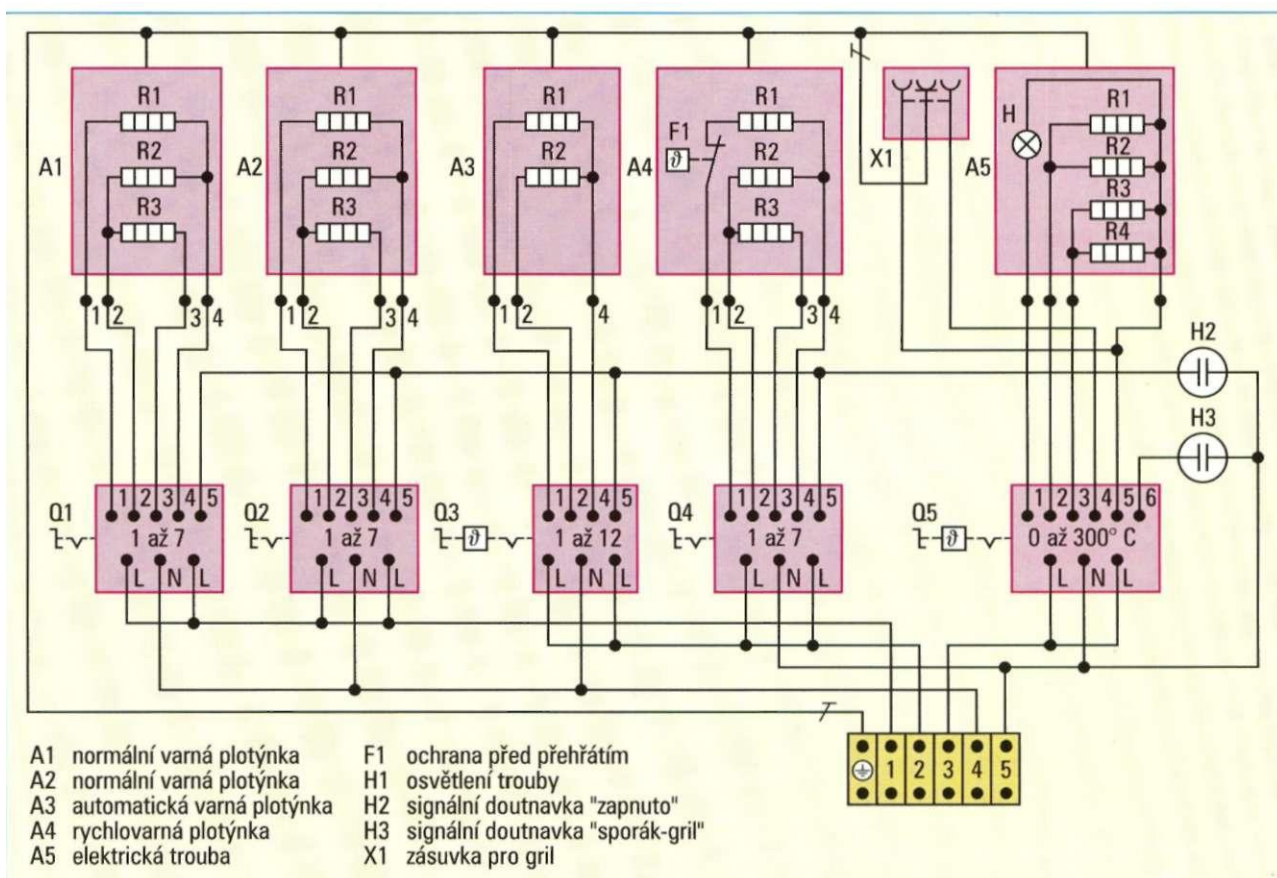 R1 R1 R1 R1 R1
R2 R2 R2 R2 R2
R3 R3 R3 R3
R4
A1 A2 A3 F1 ϑ A4 X1 H A5
1 2 3 4 1 2 3 4 1 2 4 1 2 3 4
H2
H3
1 2 3 4 5 1 2 3 4 5 1 2 4 5 1 2 3 4 5 1 2 3 4 5 6
Q1 1 až 7 Q2 1 až 7 Q3 ϑ 1 až 12 Q4 1 až 7 Q5 ϑ 0 až 300° C
L N L L N L L N L L N L L N L
1 2 3 4 5
A1 normální varná plotýnka
A2 normální varná plotýnka
A3 automatická varná plotýnka
A4 rychlovarná plotýnka
A5 elektrická trouba
F1 ochrana před přehřátím
H1 osvětlení trouby
H2 signální doutnavka "zapnuto"
H3 signální doutnavka "sporák-gril"
X1 zásuvka pro gril